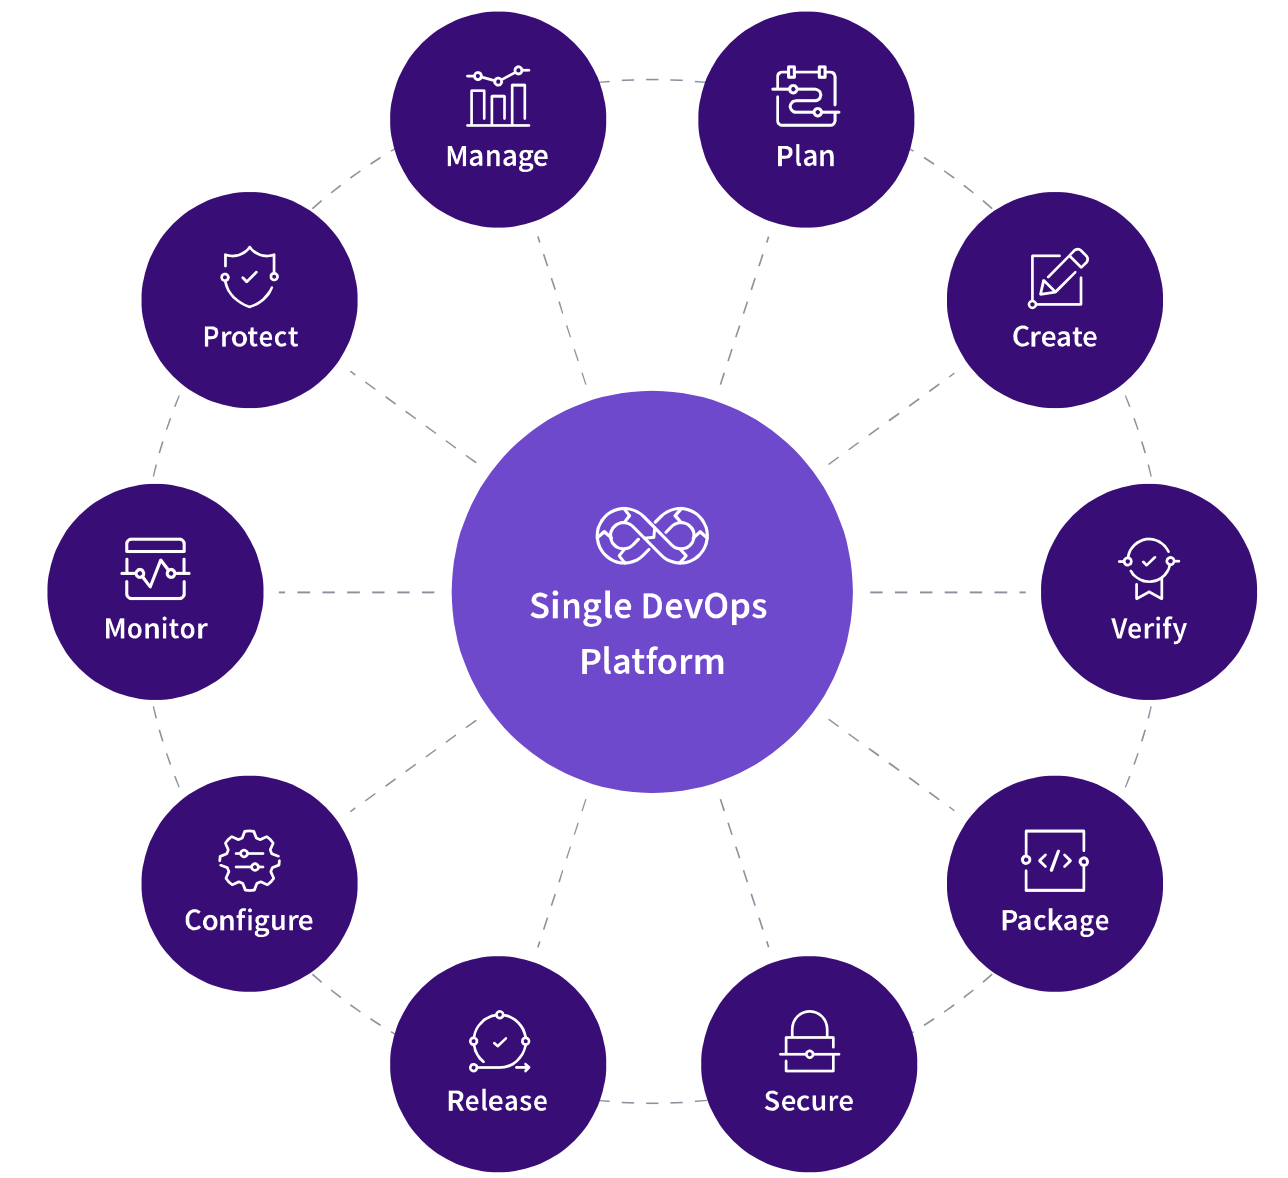 Manage
Plan
Protect
Create
Single DevOps
Platform
Monitor
Verify
Configure
Package
Release
Secure